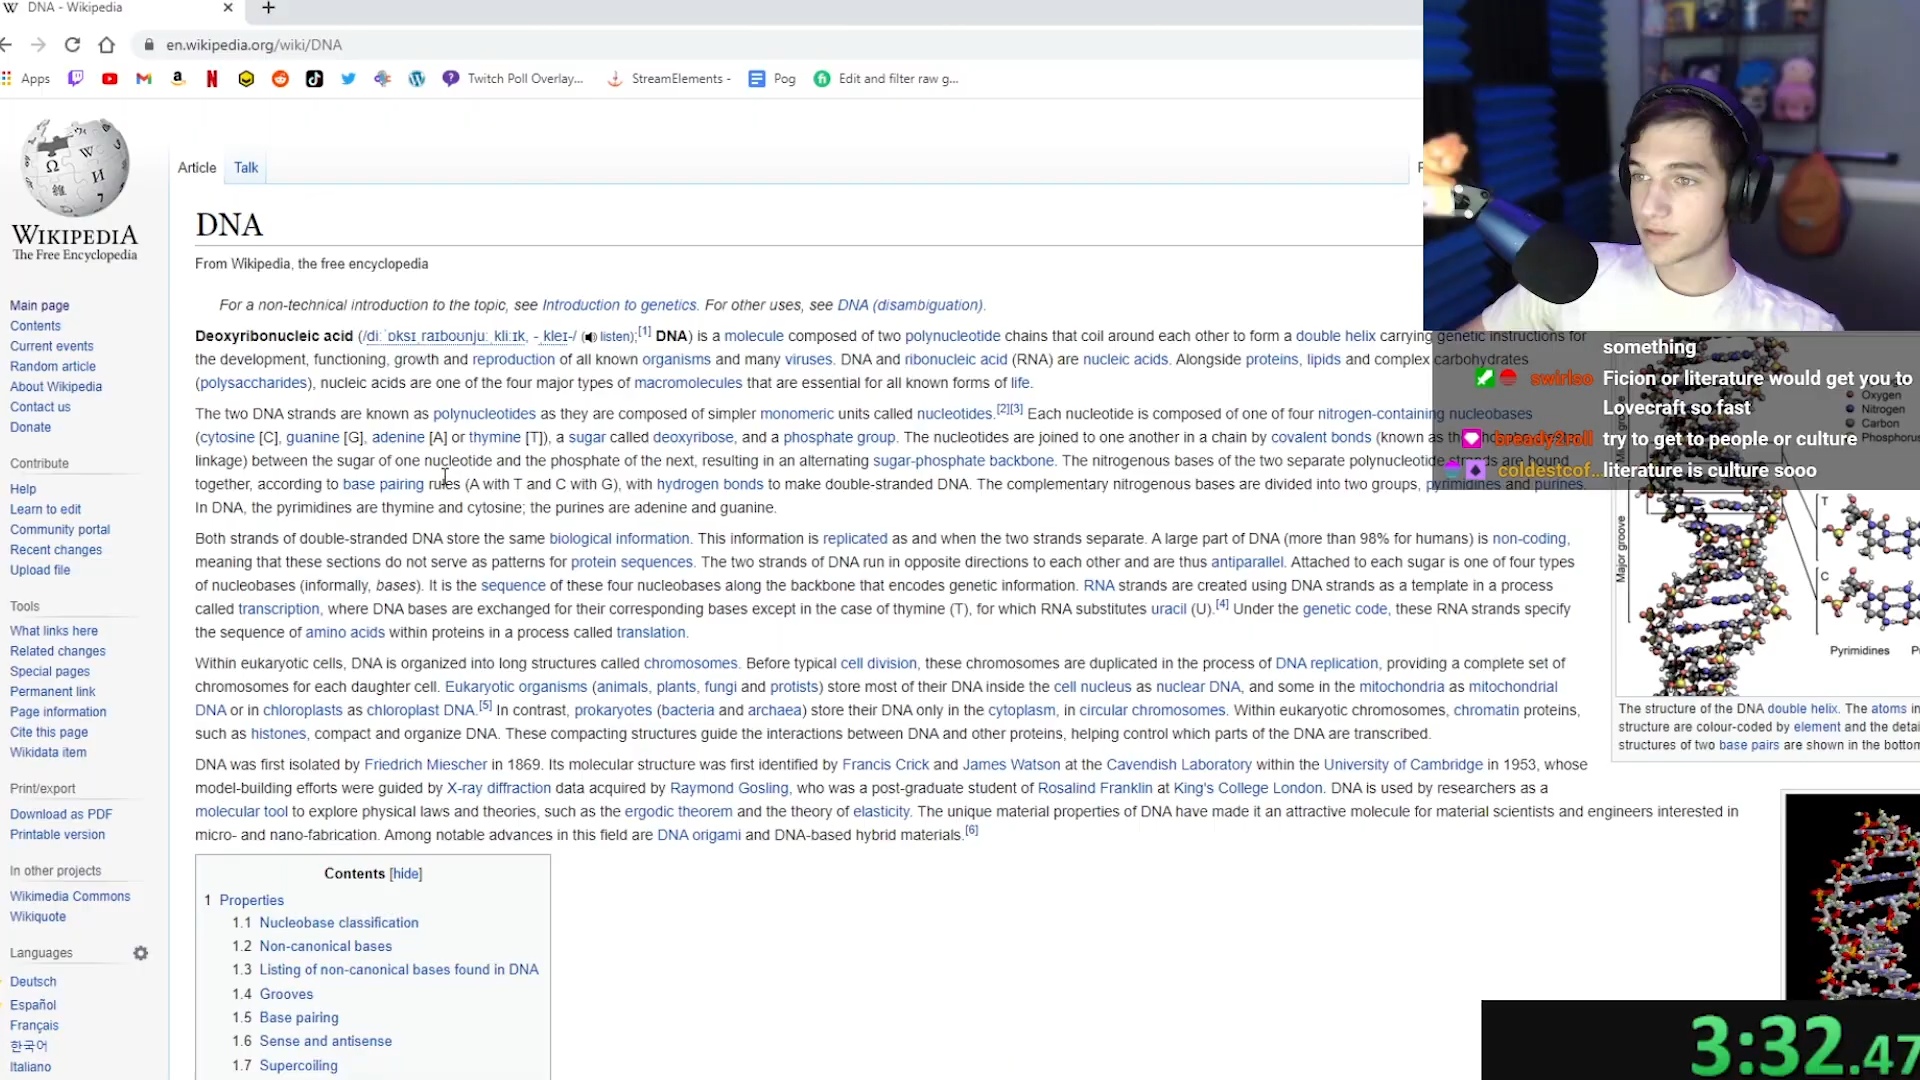 DNA - Wikipedia
en.wikipedia.org/wiki/DNA
Apps Twitch Poll Overlay... StreamElements - Pog Edit and filter raw g...
WIKIPEDIA
The Free Encyclopedia
Main page
Contents
Current events
Random article
About Wikipedia
Contact us
Donate
Contribute
Help
Learn to edit
Community portal
Recent changes
Upload file
Tools
What links here
Related changes
Special pages
Permanent link
Page information
Cite this page
Wikidata item
Print/export
Download as PDF
Printable version
In other projects
Wikimedia Commons
Wikiquote
Languages
Deutsch
Español
Français
한국어
Italiano
Article Talk
DNA
From Wikipedia, the free encyclopedia
For a non-technical introduction to the topic, see Introduction to genetics. For other uses, see DNA (disambiguation).
Deoxyribonucleic acid (/diːˈɒksɪˌraɪboʊnjuːˌkliːɪk, -ˌkleɪ-/ (listen);[1] DNA) is a molecule composed of two polynucleotide chains that coil around each other to form a double helix carrying genetic instructions for
the development, functioning, growth and reproduction of all known organisms and many viruses. DNA and ribonucleic acid (RNA) are nucleic acids. Alongside proteins, lipids and complex carbohydrates
(polysaccharides), nucleic acids are one of the four major types of macromolecules that are essential for all known forms of life.
The two DNA strands are known as polynucleotides as they are composed of simpler monomeric units called nucleotides.[2][3] Each nucleotide is composed of one of four nitrogen-containing nucleobases
(cytosine [C], guanine [G], adenine [A] or thymine [T]), a sugar called deoxyribose, and a phosphate group. The nucleotides are joined to one another in a chain by covalent bonds (known as the
linkage) between the sugar of one nucleotide and the phosphate of the next, resulting in an alternating sugar-phosphate backbone. The nitrogenous bases of the two separate polynucleotide strands are bound
together, according to base pairing rules (A with T and C with G), with hydrogen bonds to make double-stranded DNA. The complementary nitrogenous bases are divided into two groups, pyrimidines and purines.
In DNA, the pyrimidines are thymine and cytosine; the purines are adenine and guanine.
Both strands of double-stranded DNA store the same biological information. This information is replicated as and when the two strands separate. A large part of DNA (more than 98% for humans) is non-coding,
meaning that these sections do not serve as patterns for protein sequences. The two strands of DNA run in opposite directions to each other and are thus antiparallel. Attached to each sugar is one of four types
of nucleobases (informally, bases). It is the sequence of these four nucleobases along the backbone that encodes genetic information. RNA strands are created using DNA strands as a template in a process
called transcription, where DNA bases are exchanged for their corresponding bases except in the case of thymine (T), for which RNA substitutes uracil (U).[4] Under the genetic code, these RNA strands specify
the sequence of amino acids within proteins in a process called translation.
Within eukaryotic cells, DNA is organized into long structures called chromosomes. Before typical cell division, these chromosomes are duplicated in the process of DNA replication, providing a complete set of
chromosomes for each daughter cell. Eukaryotic organisms (animals, plants, fungi and protists) store most of their DNA inside the cell nucleus as nuclear DNA, and some in the mitochondria as mitochondrial
DNA or in chloroplasts as chloroplast DNA.[5] In contrast, prokaryotes (bacteria and archaea) store their DNA only in the cytoplasm, in circular chromosomes. Within eukaryotic chromosomes, chromatin proteins,
such as histones, compact and organize DNA. These compacting structures guide the interactions between DNA and other proteins, helping control which parts of the DNA are transcribed.
DNA was first isolated by Friedrich Miescher in 1869. Its molecular structure was first identified by Francis Crick and James Watson at the Cavendish Laboratory within the University of Cambridge in 1953, whose
model-building efforts were guided by X-ray diffraction data acquired by Raymond Gosling, who was a post-graduate student of Rosalind Franklin at King's College London. DNA is used by researchers as a
molecular tool to explore physical laws and theories, such as the ergodic theorem and the theory of elasticity. The unique material properties of DNA have made it an attractive molecule for material scientists and engineers interested in
micro- and nano-fabrication. Among notable advances in this field are DNA origami and DNA-based hybrid materials.[6]
Contents [hide]
1 Properties
1.1 Nucleobase classification
1.2 Non-canonical bases
1.3 Listing of non-canonical bases found in DNA
1.4 Grooves
1.5 Base pairing
1.6 Sense and antisense
1.7 Supercoiling
something
swirlso Ficion or literature would get you to
Lovecraft so fast
bready2roll try to get to people or culture
coldestcof... literature is culture sooo
Oxygen
Nitrogen
Carbon
Phosphorus
Major groove
T
C
Pyrimidines
The structure of the DNA double helix. The atoms in
structure are colour-coded by element and the detai
structures of two base pairs are shown in the bottom
3:32.47